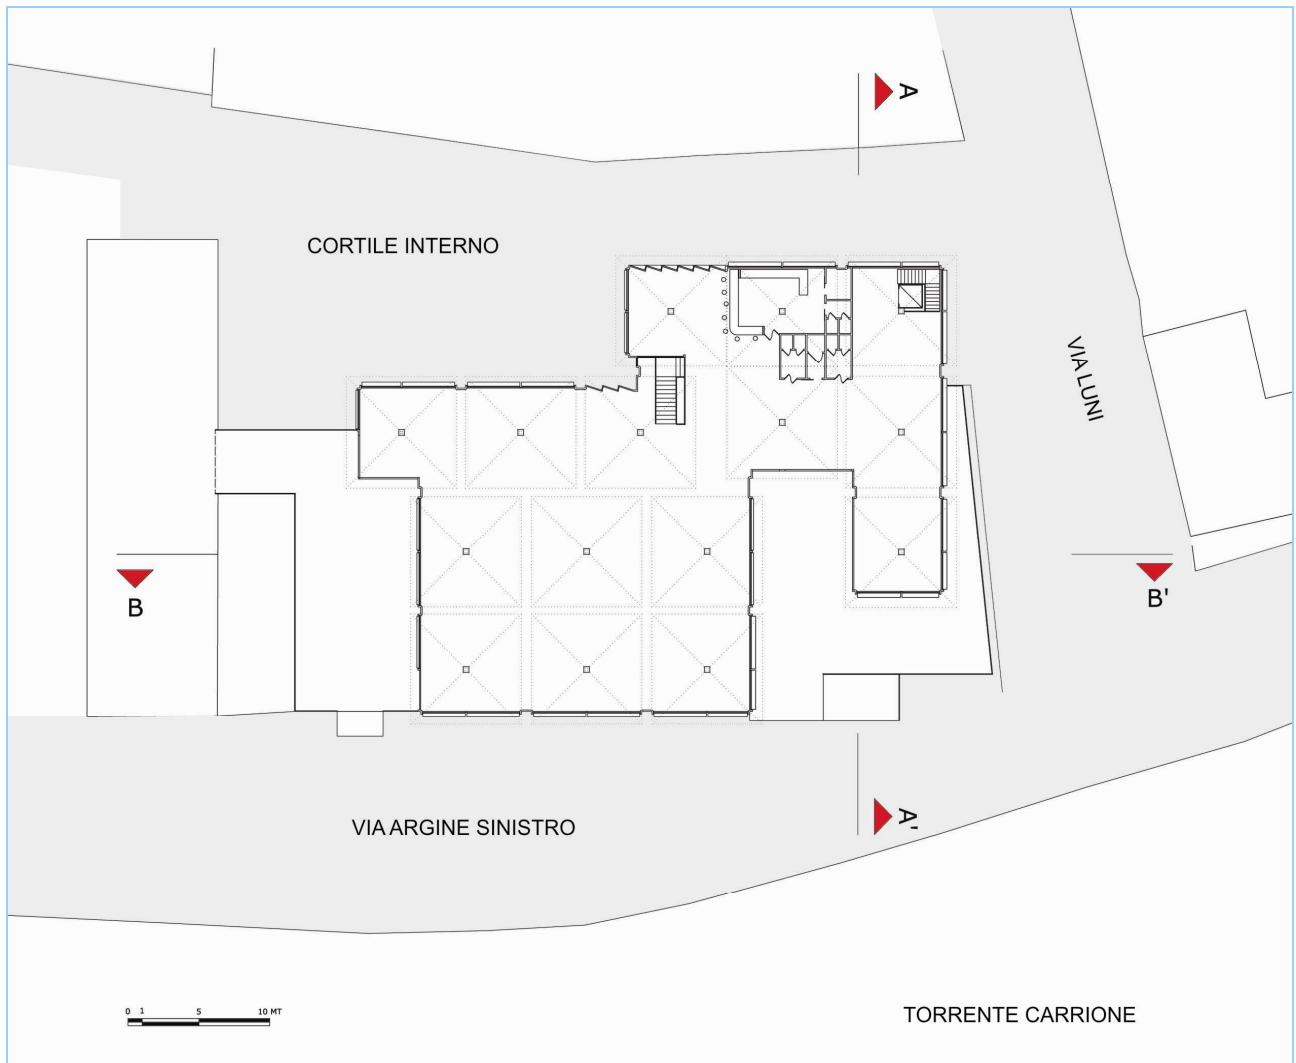 A
CORTILE INTERNO
VIA LUNI
B
B'
A'
VIA ARGINE SINISTRO
0 1 5 10 MT
TORRENTE CARRIONE